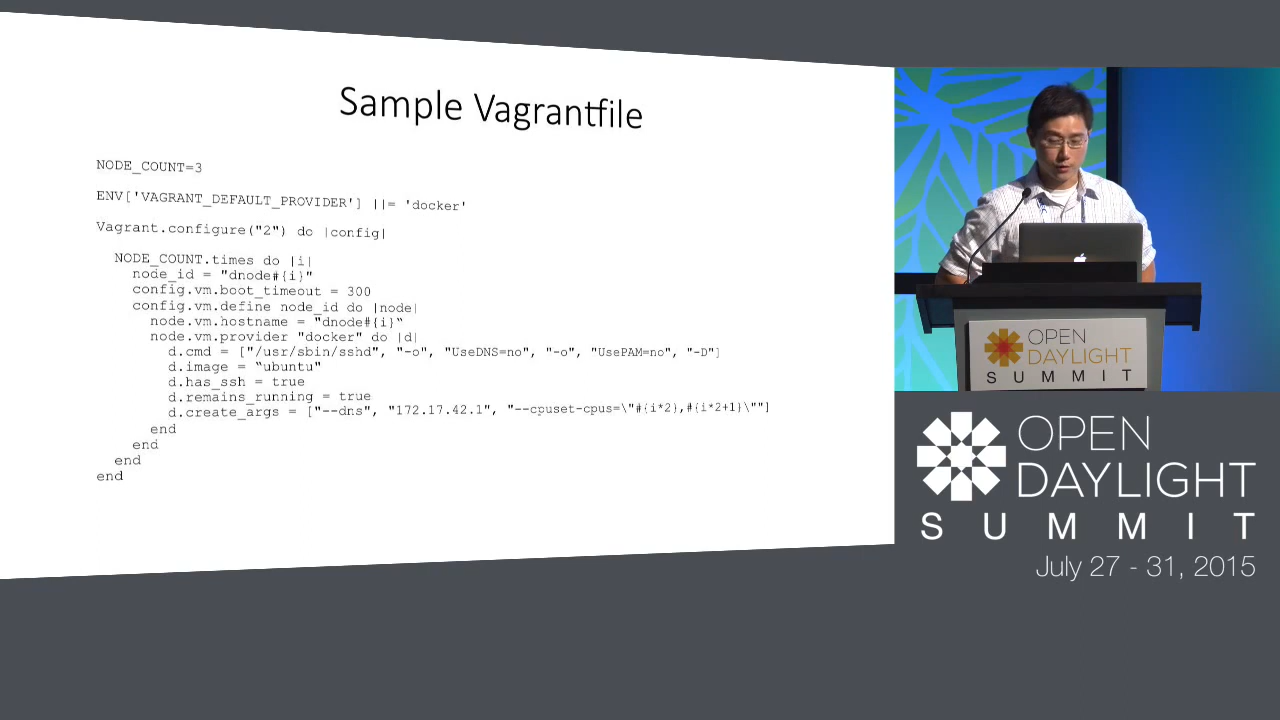 Sample Vagrantfile
NODE_COUNT=3
ENV['VAGRANT_DEFAULT_PROVIDER'] ||= 'docker'
Vagrant.configure("2") do |config|
NODE_COUNT.times do |i|
node_id = "dnode#{i}"
config.vm.boot_timeout = 300
config.vm.define node_id do |node|
node.vm.hostname = "dnode#{i}"
node.vm.provider "docker" do |d|
d.cmd = ["/usr/sbin/sshd", "-o", "UseDNS=no", "-o", "UsePAM=no", "-D"]
d.image = "ubuntu"
d.has_ssh = true
d.remains_running = true
d.create_args = ["--dns", "172.17.42.1", "--cpuset-cpus=\"#{i*2},#{i*2+1}\""]
end
end
end
end
OPEN
DAYLIGHT
SUMMIT
OPEN
DAYLIGHT
SUMMIT
July 27 - 31, 2015